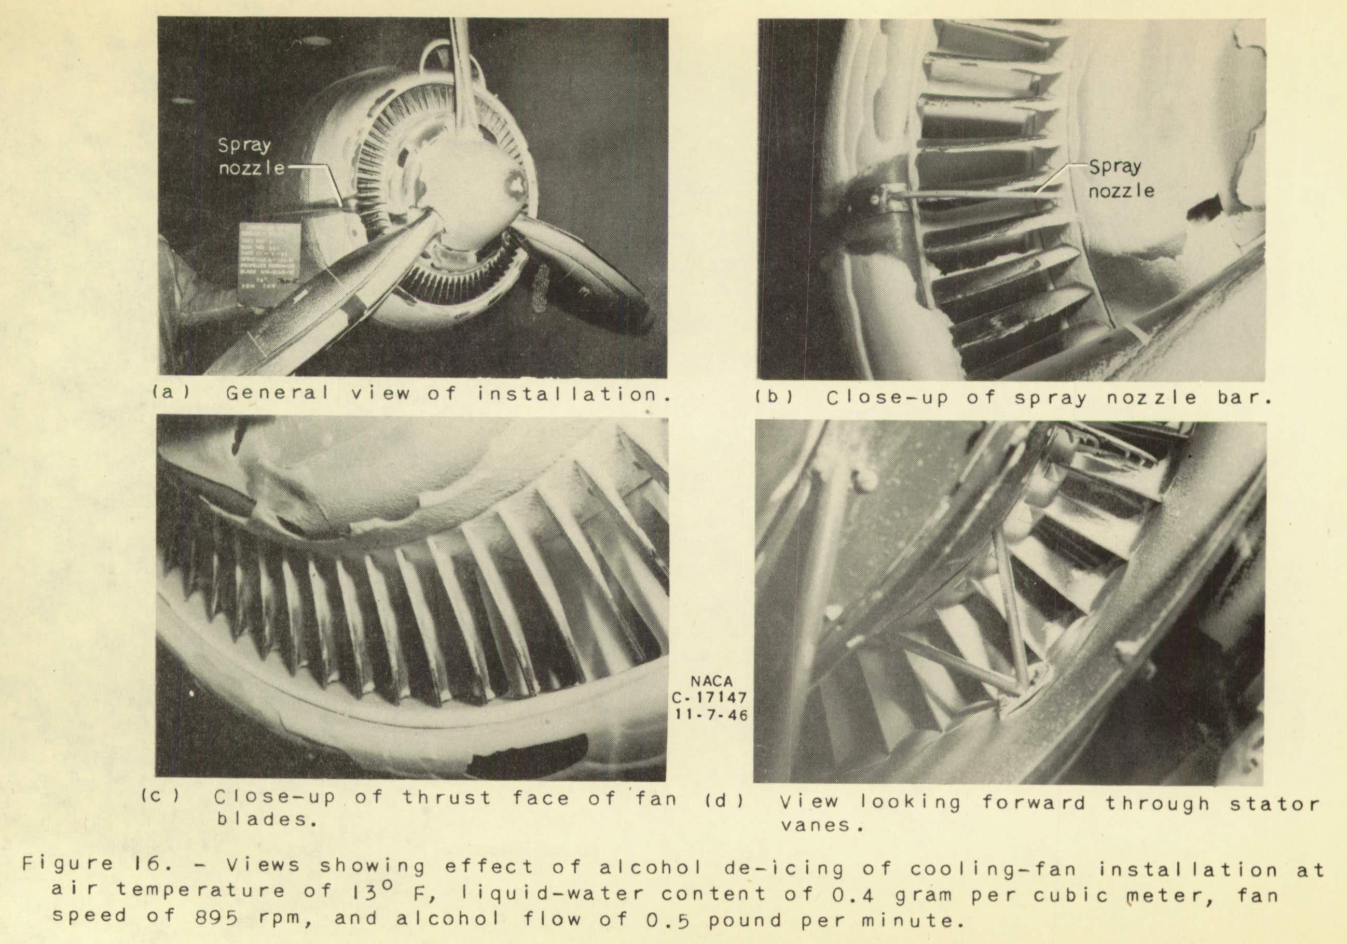 Spray
nozzle
Spray
nozzle
(a) General view of installation.
(b) Close-up of spray nozzle bar.
NACA
C-17147
11-7-46
(c) Close-up of thrust face of fan
blades.
(d) View looking forward through stator
vanes.
Figure 16. - Views showing effect of alcohol de-icing of cooling-fan installation at
air temperature of 13° F, liquid-water content of 0.4 gram per cubic meter, fan
speed of 895 rpm, and alcohol flow of 0.5 pound per minute.